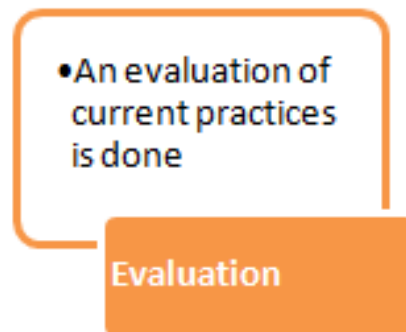 •An evaluation of
current practices
is done
Evaluation